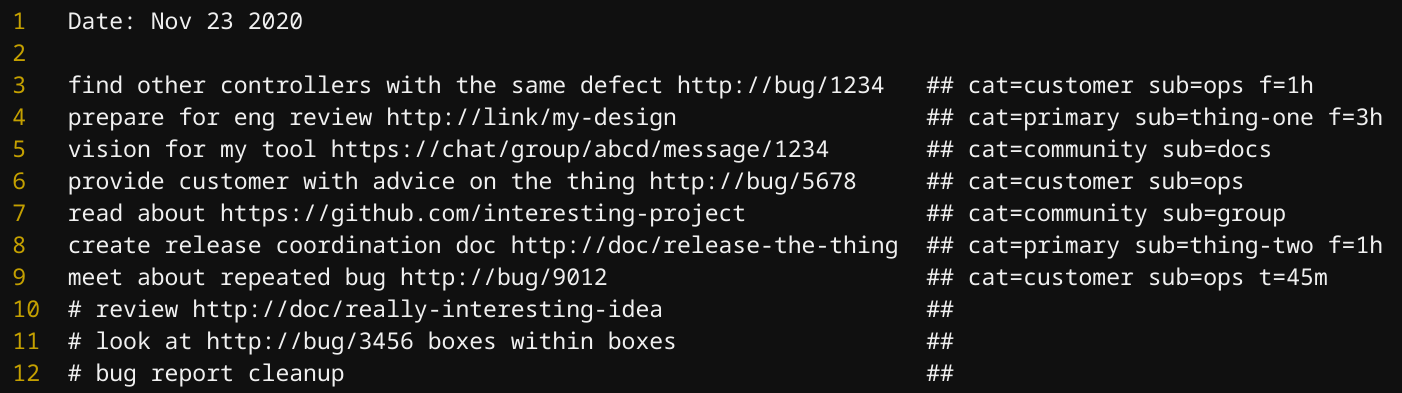 1 Date: Nov 23 2020
2
3 find other controllers with the same defect http://bug/1234 ## cat=customer sub=ops f=1h
4 prepare for eng review http://link/my-design ## cat=primary sub=thing-one f=3h
5 vision for my tool https://chat/group/abcd/message/1234 ## cat=community sub=docs
6 provide customer with advice on the thing http://bug/5678 ## cat=customer sub=ops
7 read about https://github.com/interesting-project ## cat=community sub=group
8 create release coordination doc http://doc/release-the-thing ## cat=primary sub=thing-two f=1h
9 meet about repeated bug http://bug/9012 ## cat=customer sub=ops t=45m
10 # review http://doc/really-interesting-idea ##
11 # look at http://bug/3456 boxes within boxes ##
12 # bug report cleanup ##